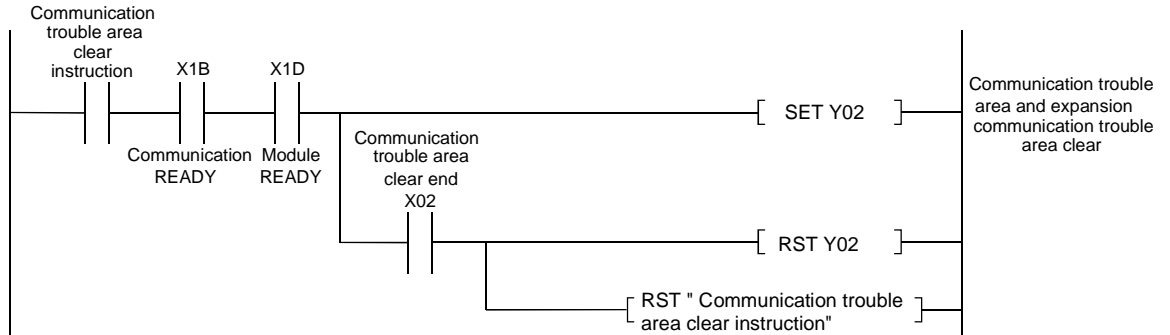 Communication
trouble area
clear
instruction
X1B
X1D
SET Y02
Communication trouble
area and expansion
communication trouble
area clear
Communication
READY
Module
READY
Communication
trouble area
clear end
X02
RST Y02
RST " Communication trouble
area clear instruction"